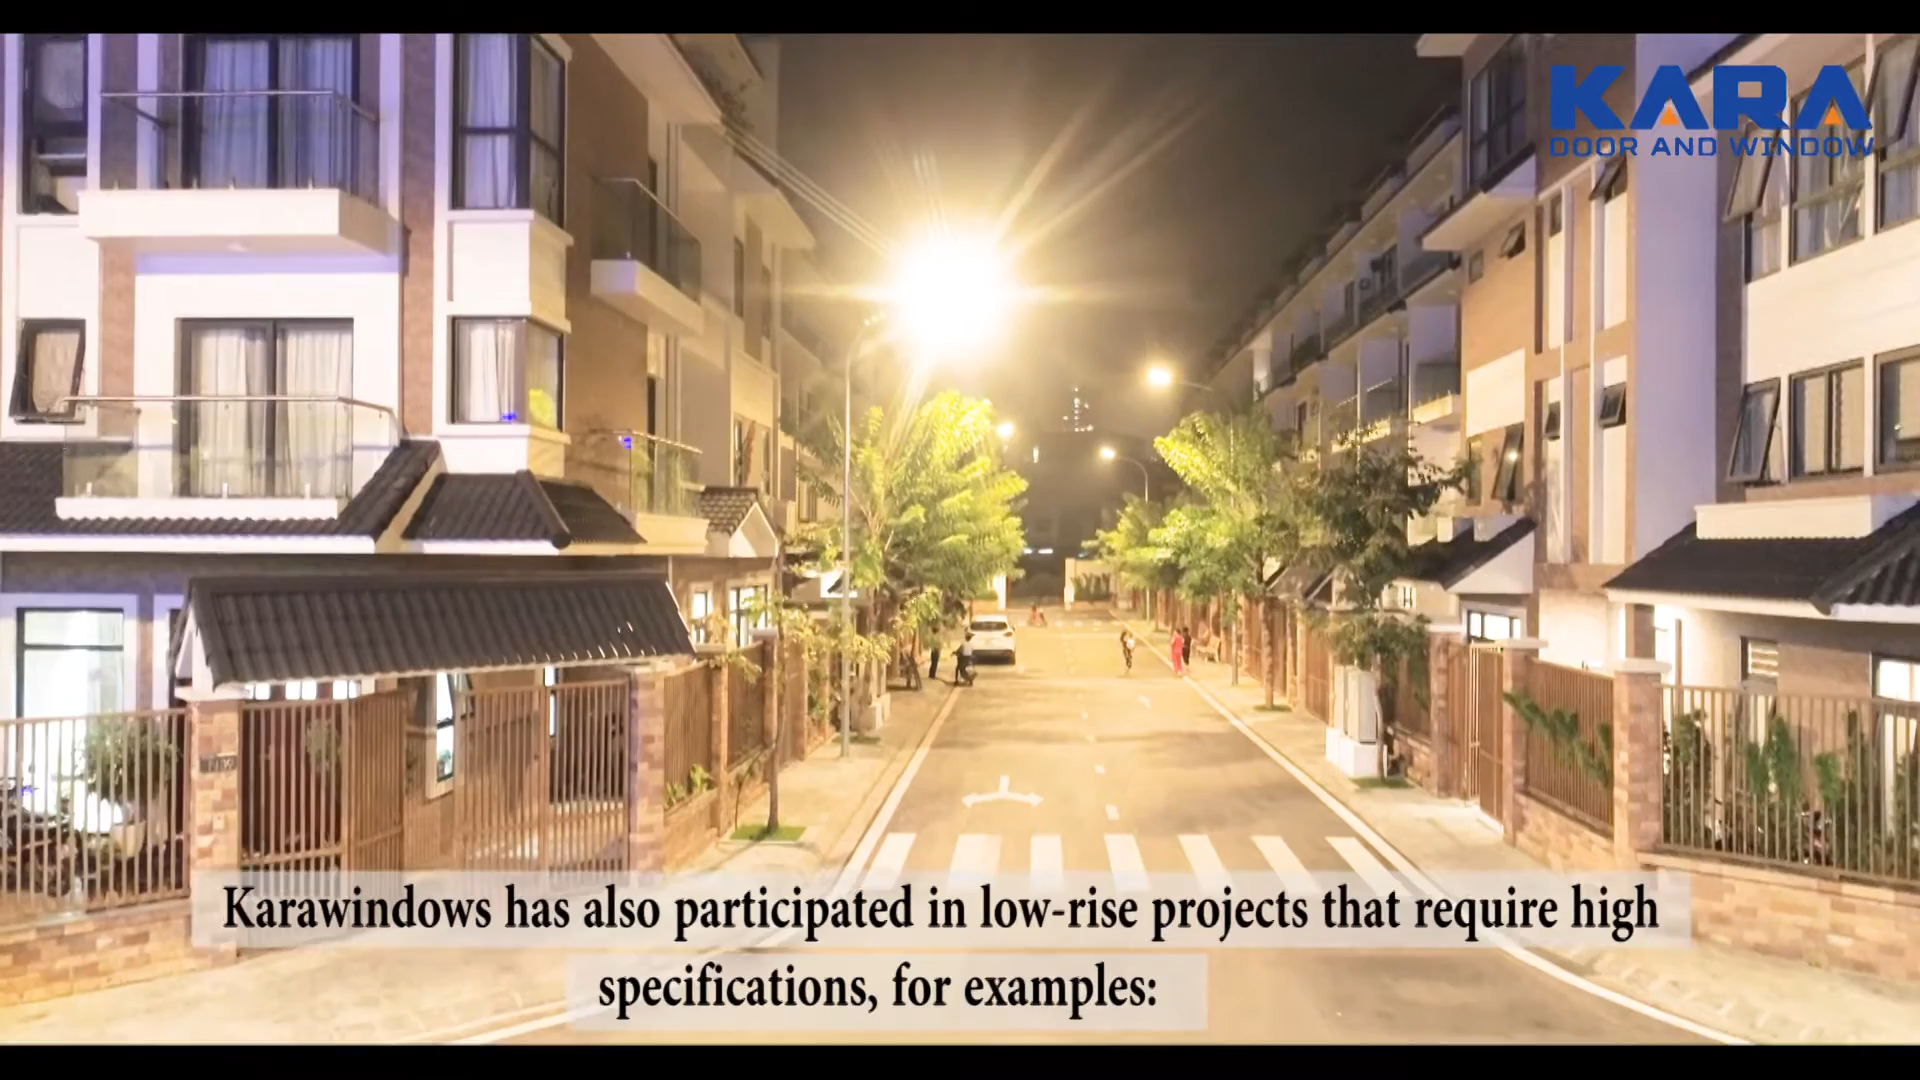 KARA
DOOR AND WINDOW
Karawindows has also participated in low-rise projects that require high
specifications, for examples: